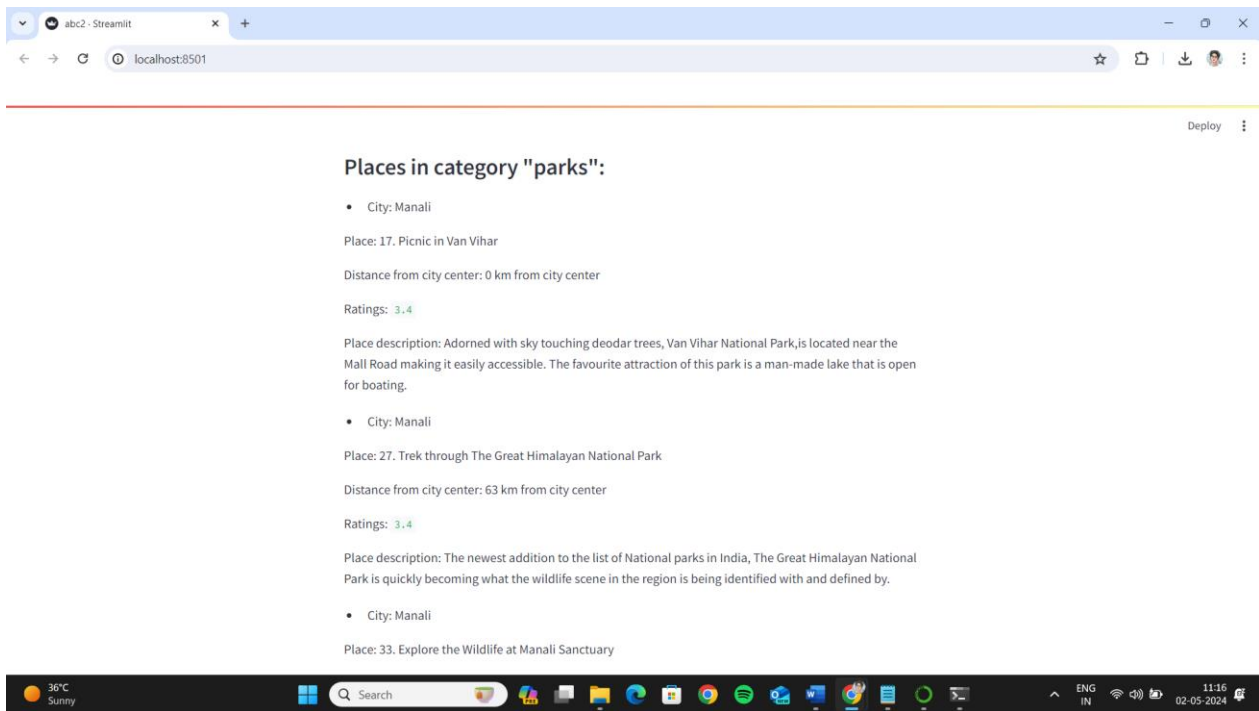 abc2 - Streamlit
localhost:8501
Deploy
Places in category "parks":
City: Manali
Place: 17. Picnic in Van Vihar
Distance from city center: 0 km from city center
Ratings: 3.4
Place description: Adorned with sky touching deodar trees, Van Vihar National Park,is located near the
Mall Road making it easily accessible. The favourite attraction of this park is a man-made lake that is open
for boating.
City: Manali
Place: 27. Trek through The Great Himalayan National Park
Distance from city center: 63 km from city center
Ratings: 3.4
Place description: The newest addition to the list of National parks in India, The Great Himalayan National
Park is quickly becoming what the wildlife scene in the region is being identified with and defined by.
City: Manali
Place: 33. Explore the Wildlife at Manali Sanctuary
36°C
Sunny
Search
ENG
IN
11:16
02-05-2024